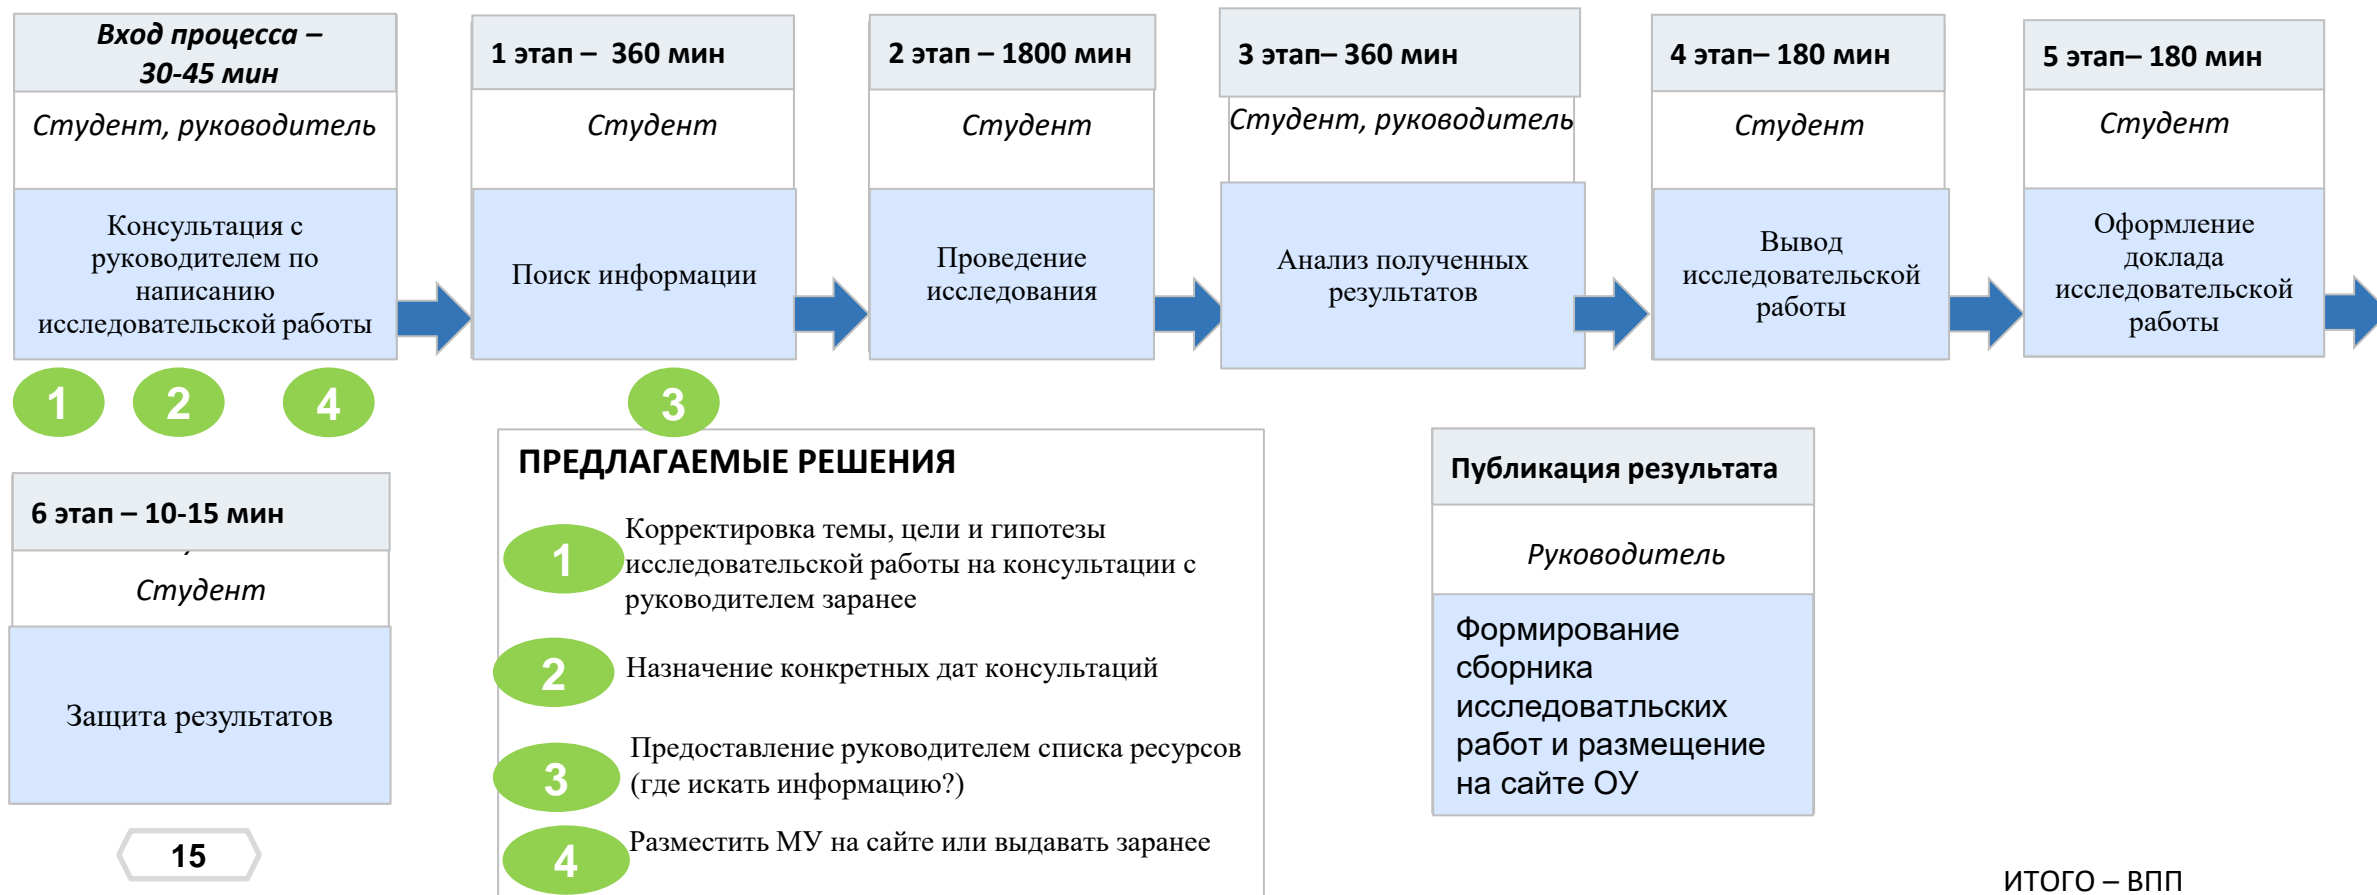 Вход процесса –
30-45 мин
Студент, руководитель
Консультация с
руководителем по
написанию
исследовательской работы
1 этап – 360 мин
Студент
Поиск информации
2 этап – 1800 мин
Студент
Проведение
исследования
3 этап– 360 мин
Студент, руководитель
Анализ полученных
результатов
4 этап– 180 мин
Студент
Вывод
исследовательской
работы
5 этап– 180 мин
Студент
Оформление
доклада
исследовательской
работы
1
2
4
3
6 этап – 10-15 мин
Студент
Защита результатов
15
ПРЕДЛАГАЕМЫЕ РЕШЕНИЯ
1
Корректировка темы, цели и гипотезы
исследовательской работы на консультации с
руководителем заранее
2
Назначение конкретных дат консультаций
3
Предоставление руководителем списка ресурсов
(где искать информацию?)
4
Разместить МУ на сайте или выдавать заранее
Публикация результата
Руководитель
Формирование
сборника
исследоватльских
работ и размещение
на сайте ОУ
ИТОГО – ВПП